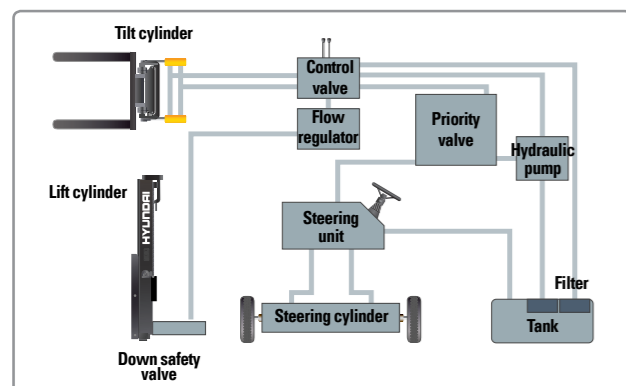 Tilt cylinder
Control
valve
Flow
regulator
Priority
valve
Hydraulic
pump
Lift cylinder
HYUNDAI
Steering
unit
Filter
Steering cylinder
Tank
Down safety
valve